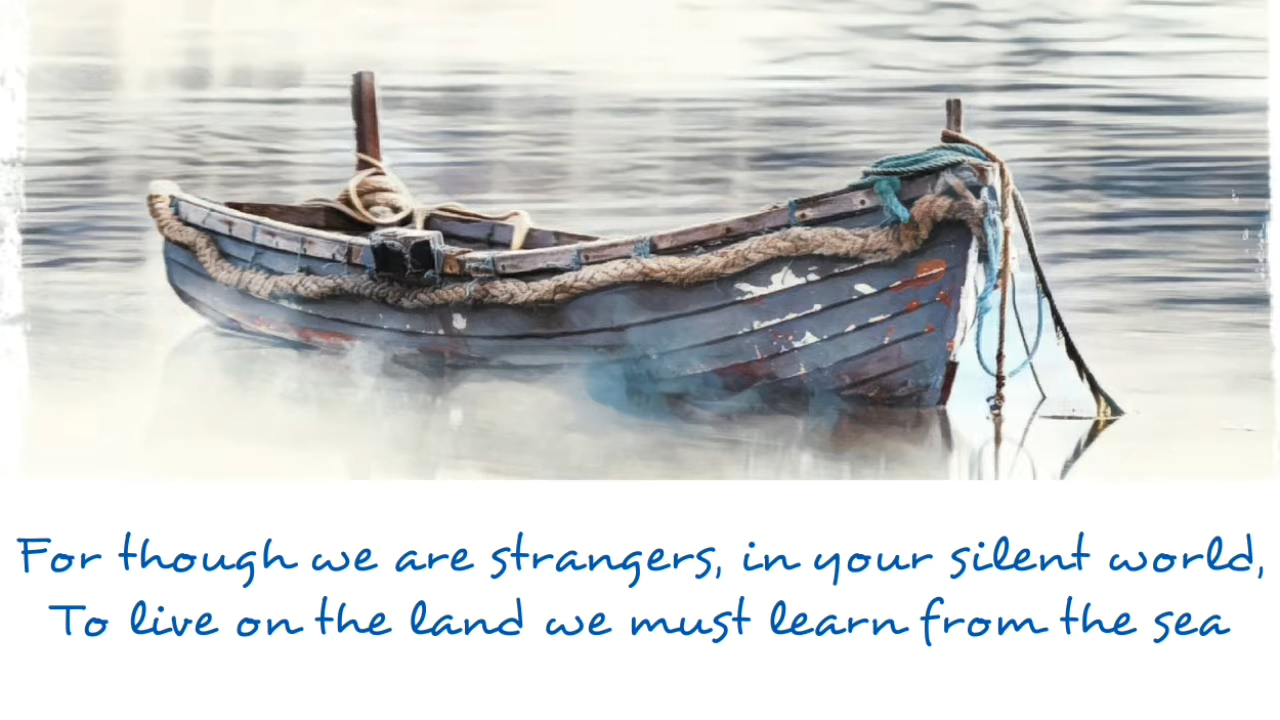 For though we are strangers, in your silent world,
To live on the land we must learn from the sea